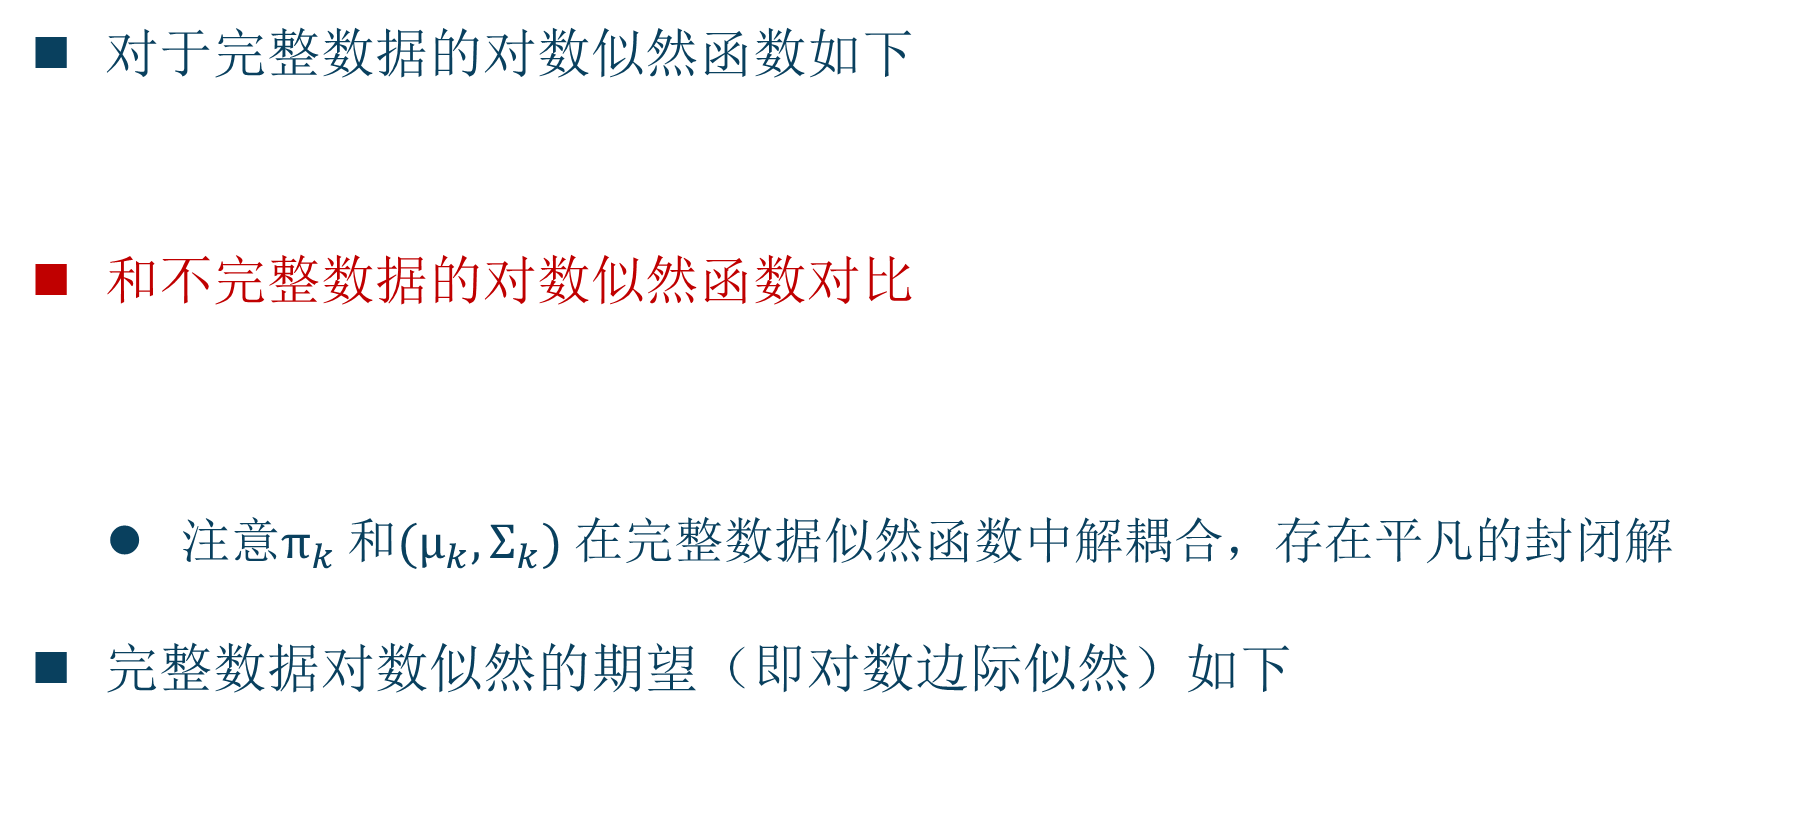 ■ 对于完整数据的对数似然函数如下
■ 和不完整数据的对数似然函数对比
● 注意π_k 和(μ_k, Σ_k) 在完整数据似然函数中解耦合，存在平凡的封闭解
■ 完整数据对数似然的期望（即对数边际似然）如下